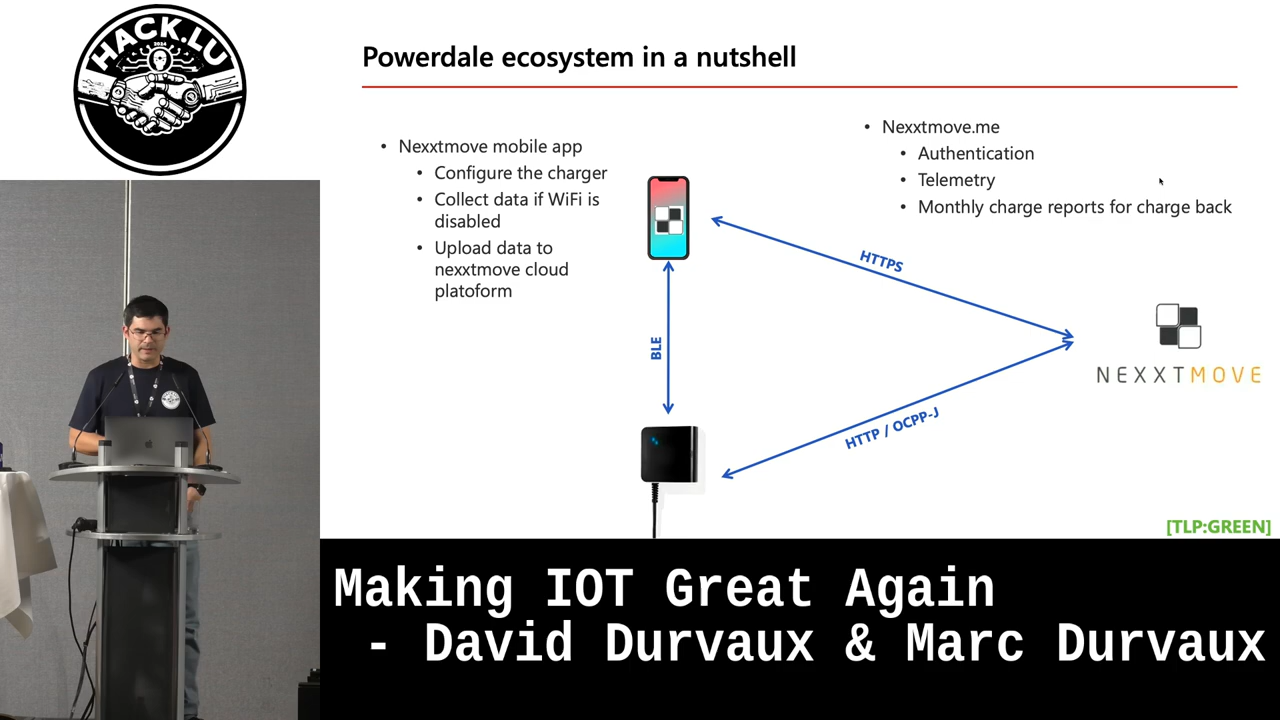 HACK.LU
2024
Powerdale ecosystem in a nutshell
• Nexxtmove mobile app
• Configure the charger
• Collect data if WiFi is
disabled
• Upload data to
nexxtmove cloud
platoform
• Nexxtmove.me
• Authentication
• Telemetry
• Monthly charge reports for charge back
HTTPS
BLE
HTTP / OCPP-J
NEXXTMOVE
[TLP:GREEN]
Making IOT Great Again
- David Durvaux & Marc Durvaux